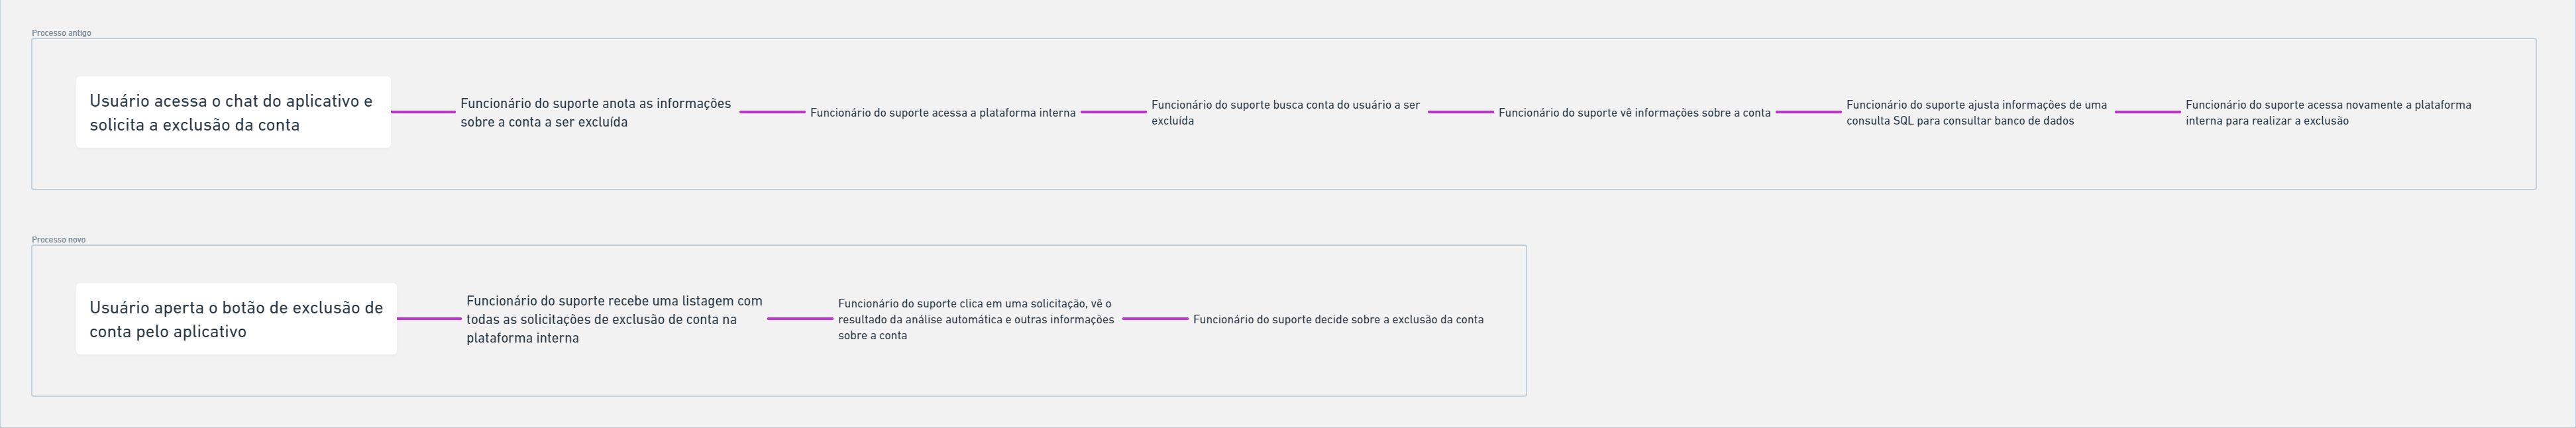 Processo antigo
Usuário acessa o chat do aplicativo e
solicita a exclusão da conta
Funcionário do suporte anota as informações
sobre a conta a ser excluída
Funcionário do suporte acessa a plataforma interna
Funcionário do suporte busca conta do usuário a ser
excluída
Funcionário do suporte vê informações sobre a conta
Funcionário do suporte ajusta informações de uma
consulta SQL para consultar banco de dados
Funcionário do suporte acessa novamente a plataforma
interna para realizar a exclusão
Processo novo
Usuário aperta o botão de exclusão de
conta pelo aplicativo
Funcionário do suporte recebe uma listagem com
todas as solicitações de exclusão de conta na
plataforma interna
Funcionário do suporte clica em uma solicitação, vê o
resultado da análise automática e outras informações
sobre a conta
Funcionário do suporte decide sobre a exclusão da conta